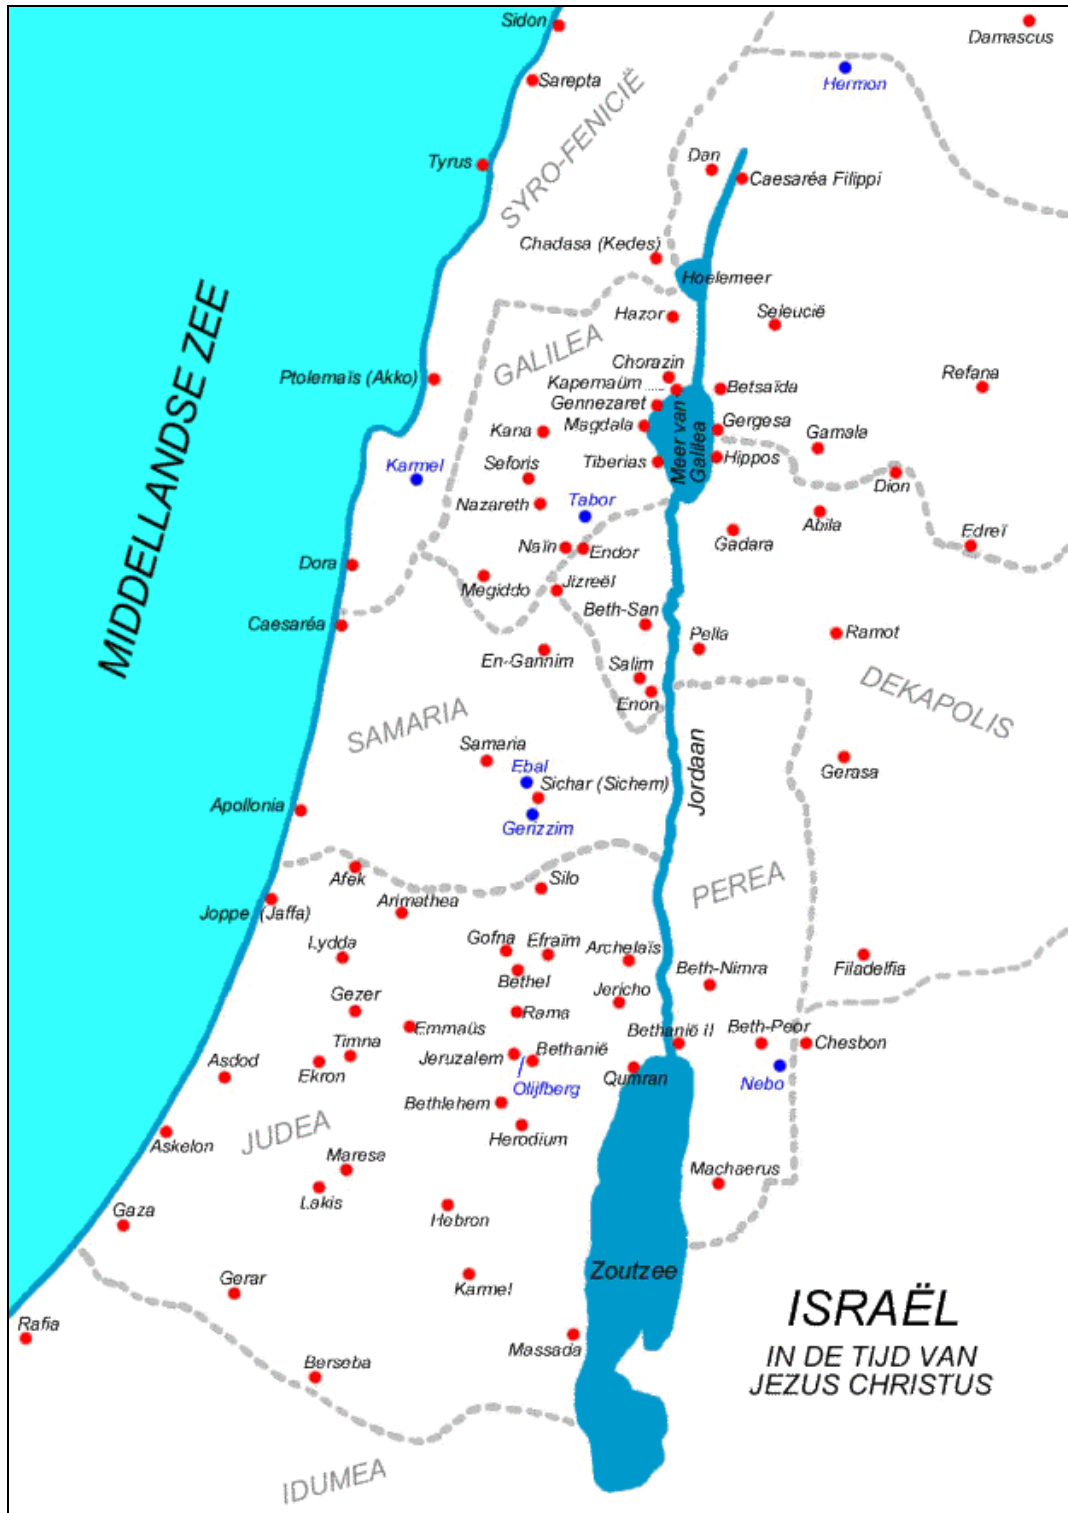 Sidon
Damascus
Sarepta
Hermon
SYRO-FENICIË
Tyrus
Dan
Caesaréa Filippi
Chadasa (Kedes)
Hoelemeer
MIDDELLANDSE ZEE
Hazor
Seleucië
GALILEA
Ptolemaïs (Akko)
Chorazin
Kapernaüm
Betsaïda
Refana
Gennezaret
Magdala
Meer van
Galilea
Gergesa
Gamala
Kana
Karmel
Seforis
Tiberias
Hippos
Dion
Nazareth
Tabor
Abila
Gadara
Edreï
Naïn
Endor
Dora
Megiddo
Jizreël
Beth-San
Caesaréa
Pella
Ramot
En-Gannim
Salim
Enon
DEKAPOLIS
SAMARIA
Samaria
Ebal
Sichar (Sichem)
Gerizzim
Jordaan
Gerasa
Apollonia
Afek
Silo
PEREA
Arimathea
Joppe (Jaffa)
Lydda
Gofna
Efraïm
Archelaïs
Beth-Nimra
Filadelfia
Bethel
Gezer
Jericho
Rama
Emmaüs
Bethanië II
Beth-Peor
Chesbon
Timna
Jeruzalem
Bethanië
Asdod
Ekron
Olijfberg
Qumran
Nebo
Bethlehem
JUDEA
Herodium
Askelon
Maresa
Machaerus
Lakis
Gaza
Hebron
Zoutzee
Gerar
Karmel
Rafia
Massada
Berseba
IDUMEA
ISRAËL
IN DE TIJD VAN
JEZUS CHRISTUS